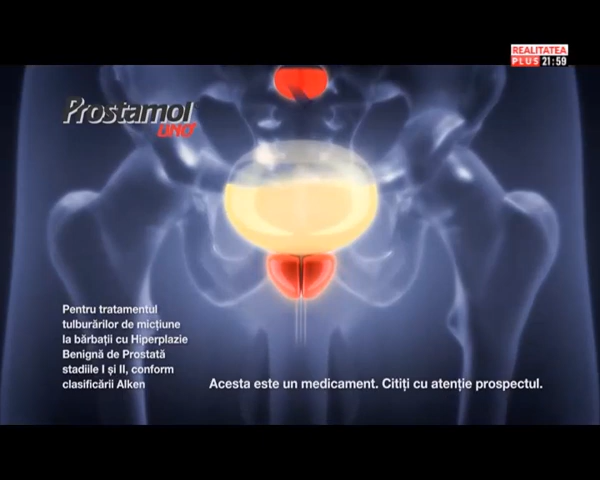 REALITATEA
PLUS 21:59
Prostamol
UNO
Pentru tratamentul
tulburărilor de micțiune
la bărbații cu Hiperplazie
Benignă de Prostată
stadiile I și II, conform
clasificării Alken
Acesta este un medicament. Citiți cu atenție prospectul.